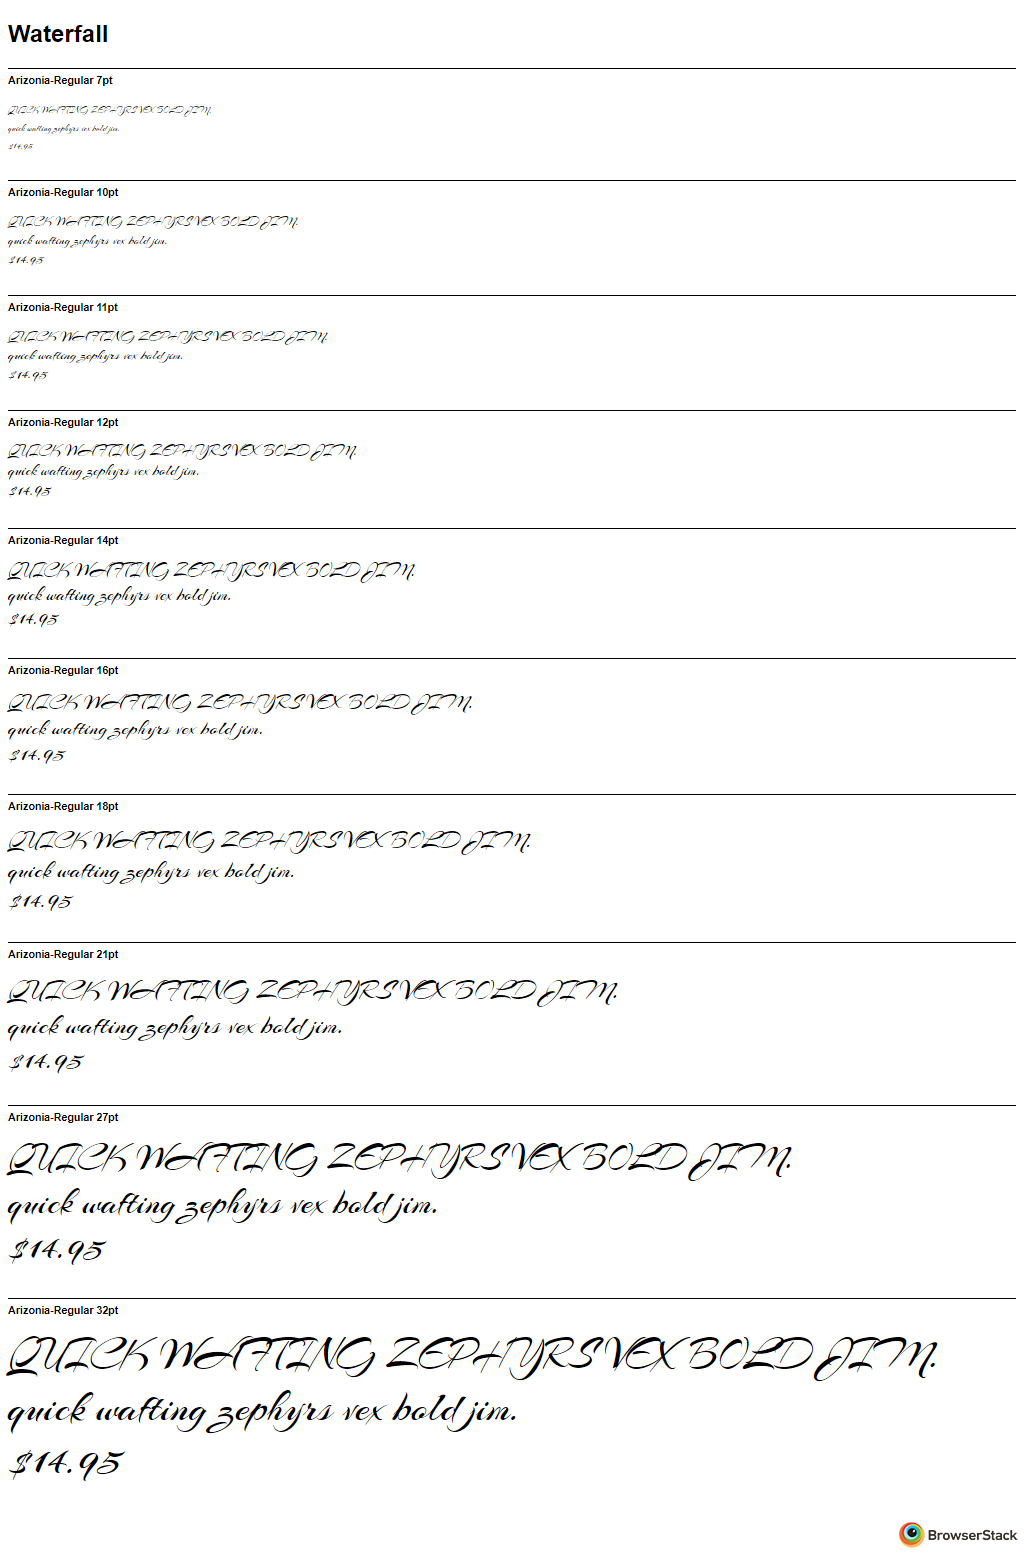 Waterfall
Arizonia-Regular 7pt
QUICK WAFTING ZEPHYRS VEX BOLD JIM.
quick wafting zephyrs vex bold jim.
$14.95
Arizonia-Regular 10pt
QUICK WAFTING ZEPHYRS VEX BOLD JIM.
quick wafting zephyrs vex bold jim.
$14.95
Arizonia-Regular 11pt
QUICK WAFTING ZEPHYRS VEX BOLD JIM.
quick wafting zephyrs vex bold jim.
$14.95
Arizonia-Regular 12pt
QUICK WAFTING ZEPHYRS VEX BOLD JIM.
quick wafting zephyrs vex bold jim.
$14.95
Arizonia-Regular 14pt
QUICK WAFTING ZEPHYRS VEX BOLD JIM.
quick wafting zephyrs vex bold jim.
$14.95
Arizonia-Regular 16pt
QUICK WAFTING ZEPHYRS VEX BOLD JIM.
quick wafting zephyrs vex bold jim.
$14.95
Arizonia-Regular 18pt
QUICK WAFTING ZEPHYRS VEX BOLD JIM.
quick wafting zephyrs vex bold jim.
$14.95
Arizonia-Regular 21pt
QUICK WAFTING ZEPHYRS VEX BOLD JIM.
quick wafting zephyrs vex bold jim.
$14.95
Arizonia-Regular 27pt
QUICK WAFTING ZEPHYRS VEX BOLD JIM.
quick wafting zephyrs vex bold jim.
$14.95
Arizonia-Regular 32pt
QUICK WAFTING ZEPHYRS VEX BOLD JIM.
quick wafting zephyrs vex bold jim.
$14.95
BrowserStack